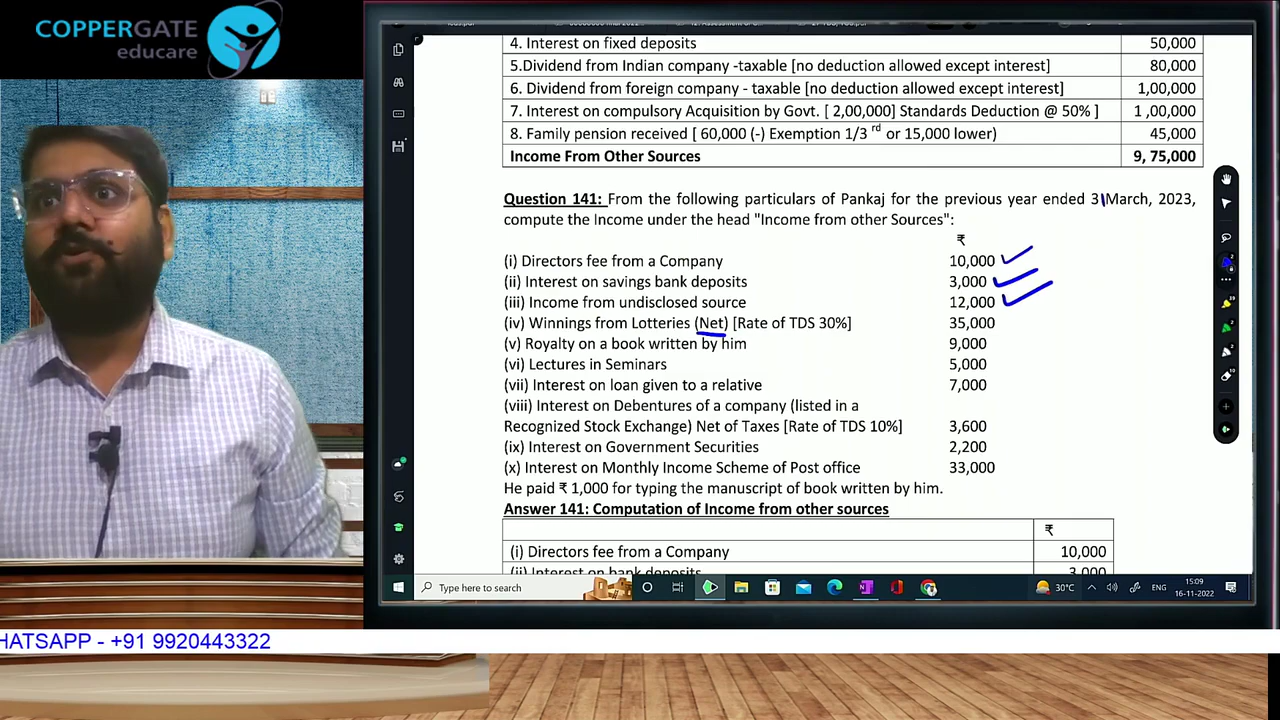 COPPERGATE
educare
4. Interest on fixed deposits 50,000
5.Dividend from Indian company -taxable [no deduction allowed except interest] 80,000
6. Dividend from foreign company - taxable [no deduction allowed except interest] 1,00,000
7. Interest on compulsory Acquisition by Govt. [ 2,00,000] Standards Deduction @ 50% ] 1 ,00,000
8. Family pension received [ 60,000 (-) Exemption 1/3 rd or 15,000 lower) 45,000
Income From Other Sources 9, 75,000
Question 141: From the following particulars of Pankaj for the previous year ended 31 March, 2023,
compute the Income under the head "Income from other Sources":
₹
(i) Directors fee from a Company 10,000
(ii) Interest on savings bank deposits 3,000
(iii) Income from undisclosed source 12,000
(iv) Winnings from Lotteries (Net) [Rate of TDS 30%] 35,000
(v) Royalty on a book written by him 9,000
(vi) Lectures in Seminars 5,000
(vii) Interest on loan given to a relative 7,000
(viii) Interest on Debentures of a company (listed in a
Recognized Stock Exchange) Net of Taxes [Rate of TDS 10%] 3,600
(ix) Interest on Government Securities 2,200
(x) Interest on Monthly Income Scheme of Post office 33,000
He paid ₹ 1,000 for typing the manuscript of book written by him.
Answer 141: Computation of Income from other sources
₹
(i) Directors fee from a Company 10,000
(ii) Interest on bank deposits 3,000
Type here to search
30°C
ENG
15:09
16-11-2022
HATSAPP - +91 9920443322